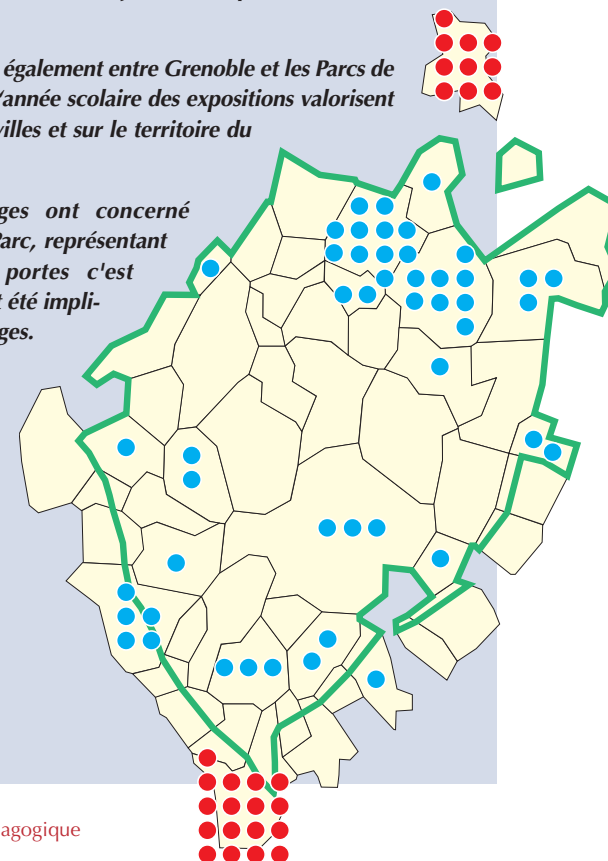 également entre Grenoble et les Parcs de
'année scolaire des expositions valorisent
villes et sur le territoire du
ges ont concerné
Parc, représentant
portes c'est
t été impli-
ges.
agogique